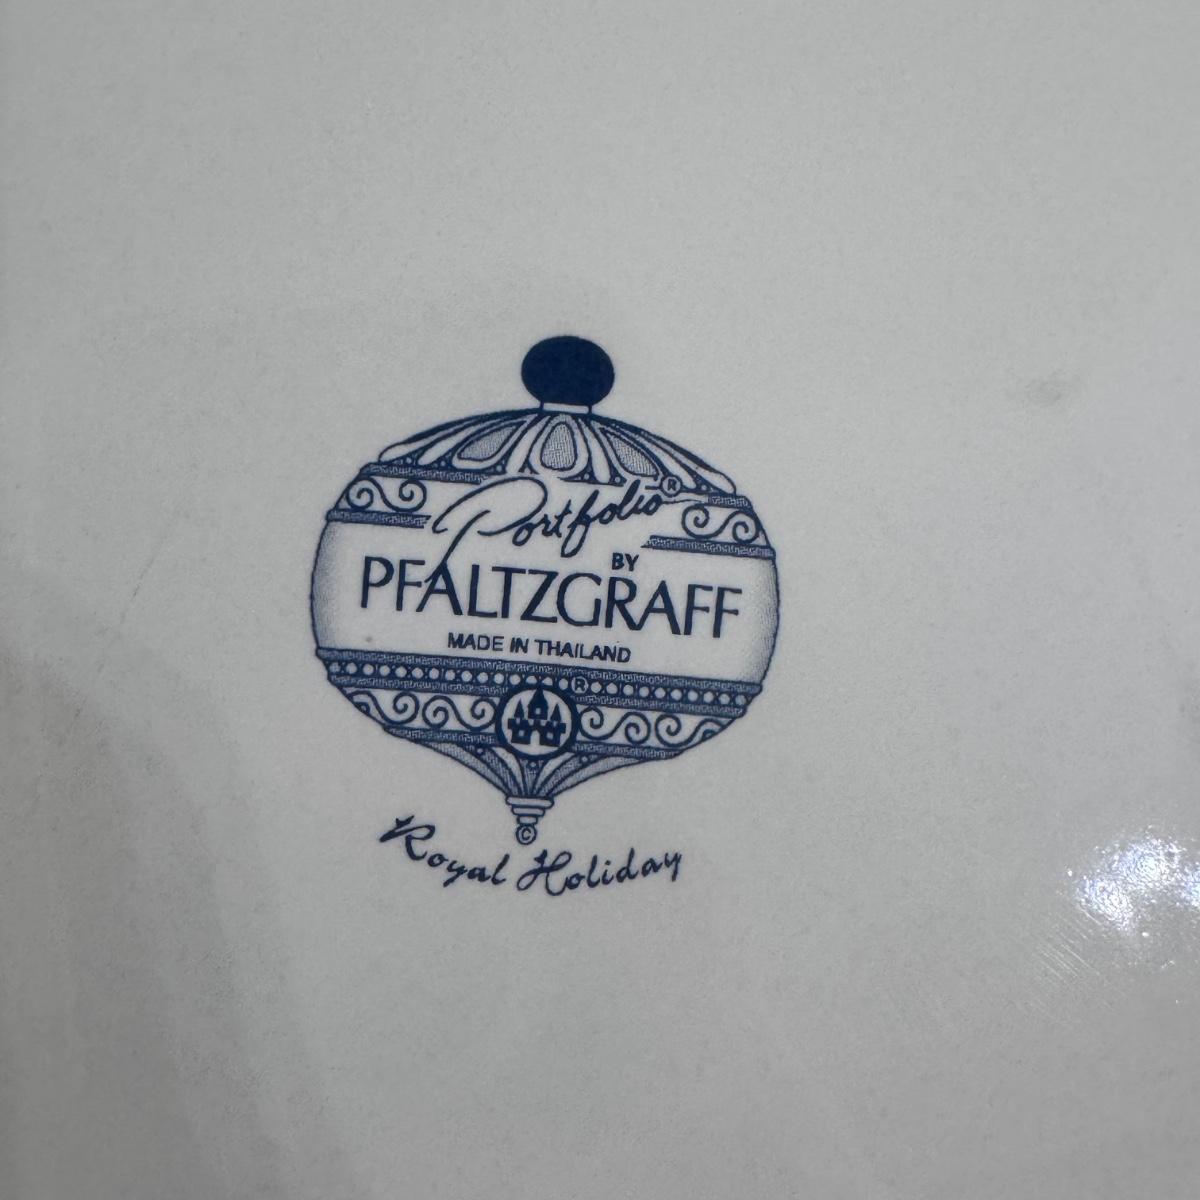 Portfolio®
BY
PFALTZGRAFF
MADE IN THAILAND
®
©
Royal Holiday